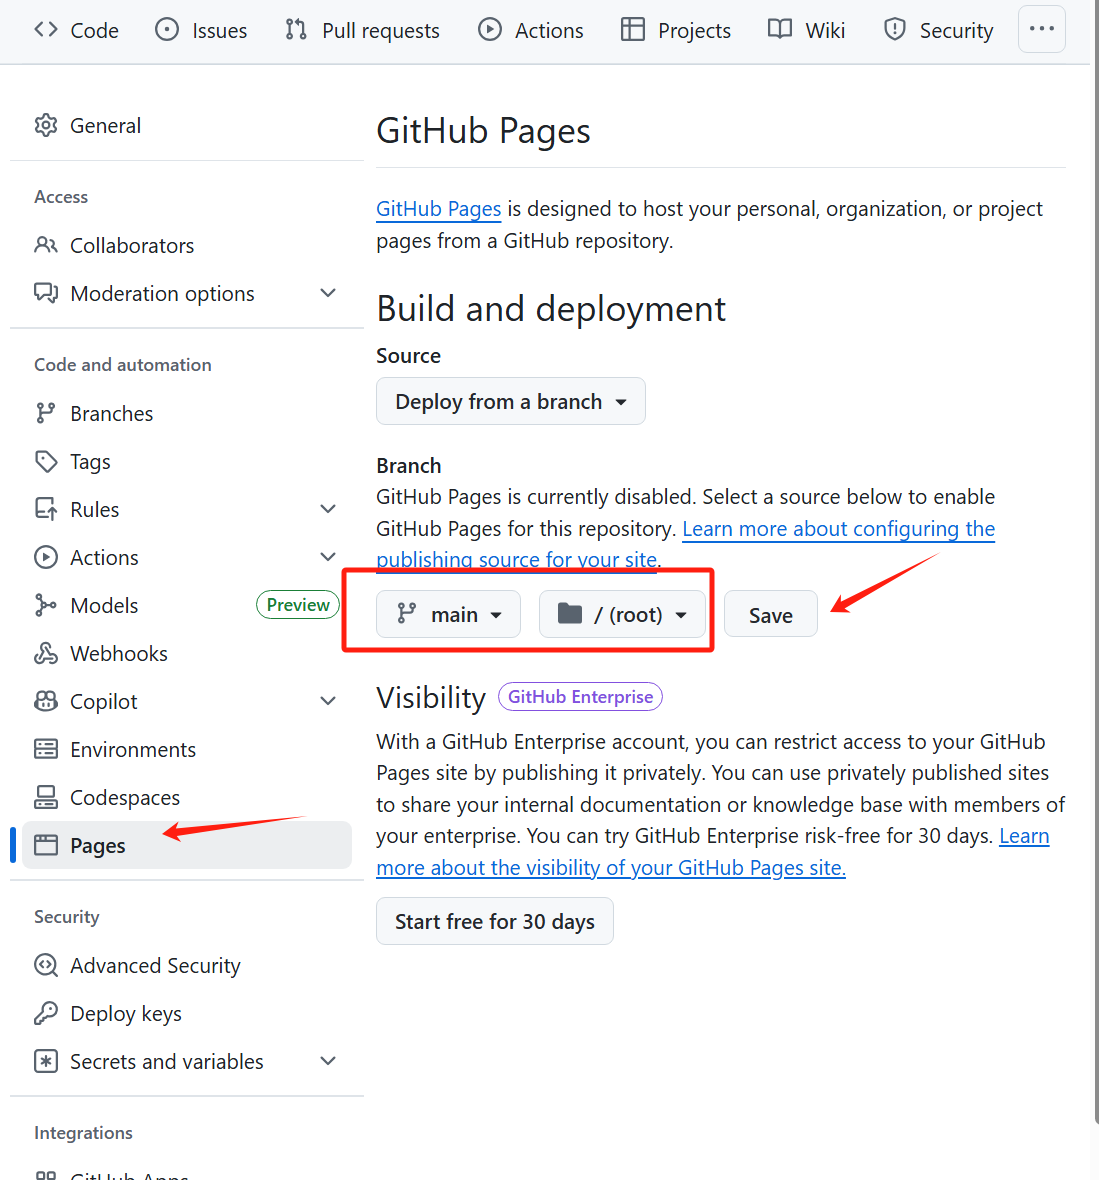 Code Issues Pull requests Actions Projects Wiki Security
General
Access
Collaborators
Moderation options
Code and automation
Branches
Tags
Rules
Actions
Models Preview
Webhooks
Copilot
Environments
Codespaces
Pages
Security
Advanced Security
Deploy keys
Secrets and variables
Integrations
GitHub Apps
GitHub Pages
GitHub Pages is designed to host your personal, organization, or project
pages from a GitHub repository.
Build and deployment
Source
Deploy from a branch
Branch
GitHub Pages is currently disabled. Select a source below to enable
GitHub Pages for this repository. Learn more about configuring the
publishing source for your site.
main / (root) Save
Visibility GitHub Enterprise
With a GitHub Enterprise account, you can restrict access to your GitHub
Pages site by publishing it privately. You can use privately published sites
to share your internal documentation or knowledge base with members of
your enterprise. You can try GitHub Enterprise risk-free for 30 days. Learn
more about the visibility of your GitHub Pages site.
Start free for 30 days